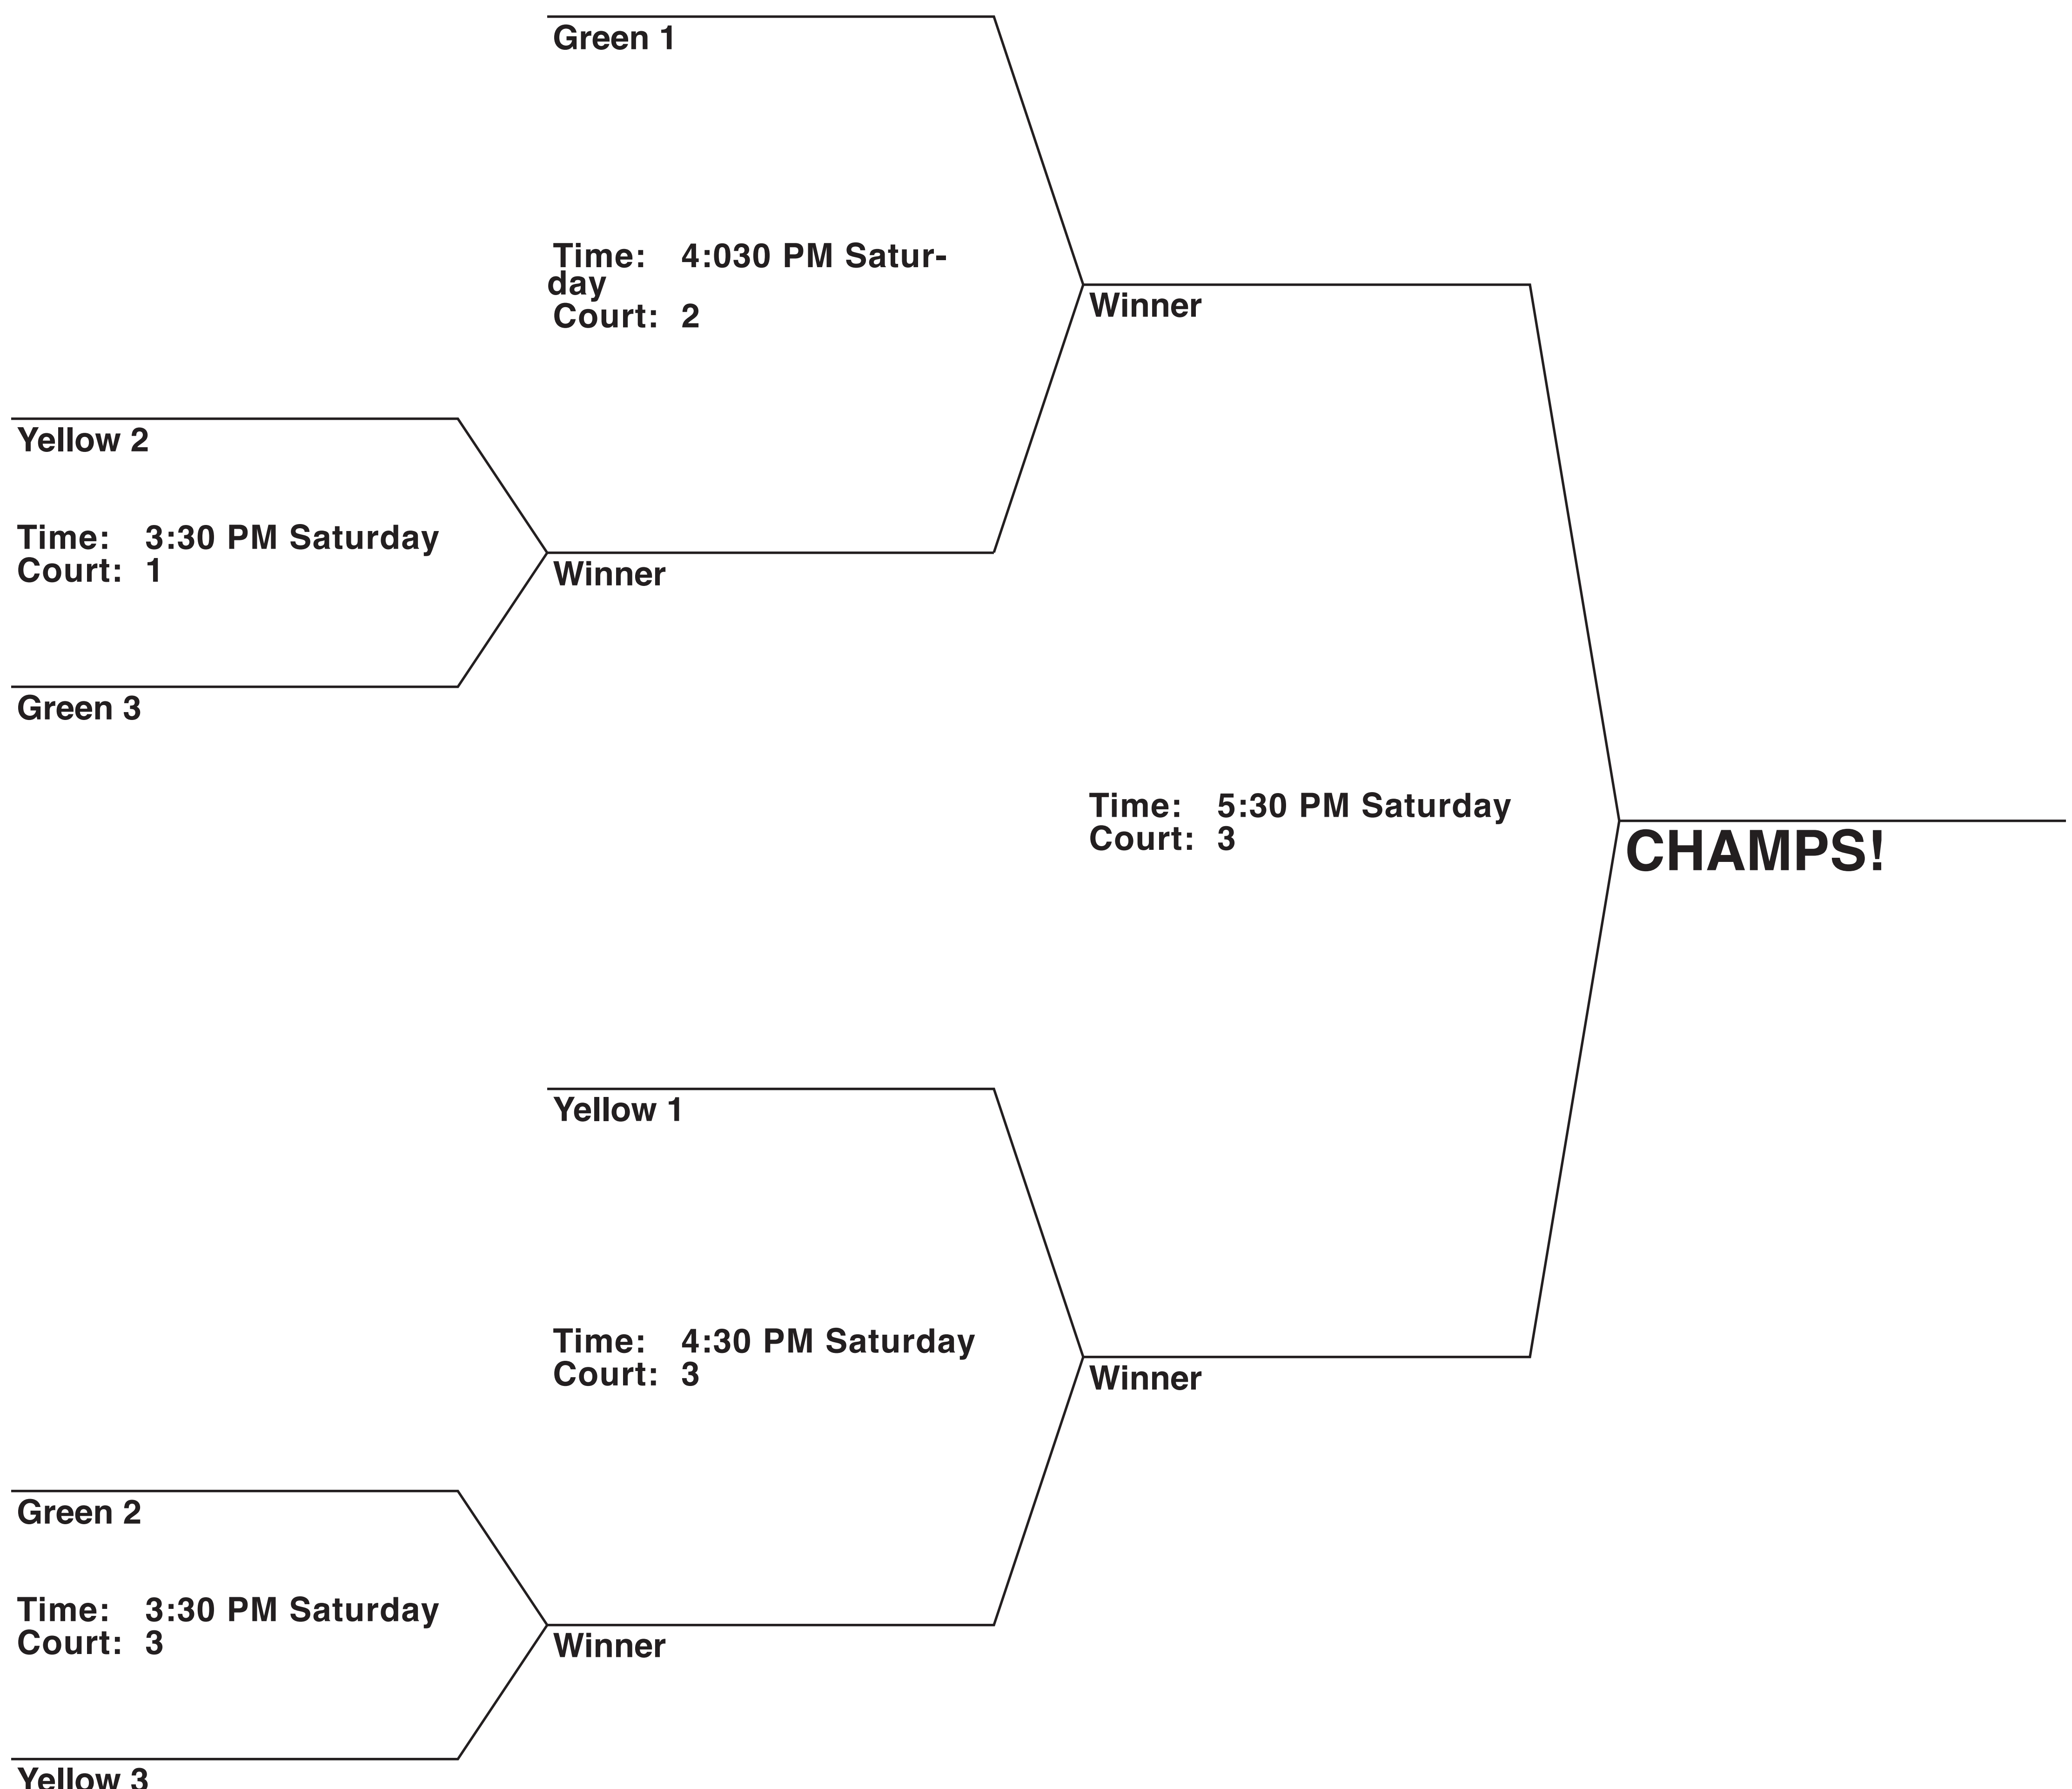 Green 1
Time: 4:030 PM Satur-
day
Court: 2
Winner
Yellow 2
Time: 3:30 PM Saturday
Court: 1
Winner
Green 3
Time: 5:30 PM Saturday
Court: 3
CHAMPS!
Yellow 1
Time: 4:30 PM Saturday
Court: 3
Winner
Green 2
Time: 3:30 PM Saturday
Court: 3
Winner
Yellow 3